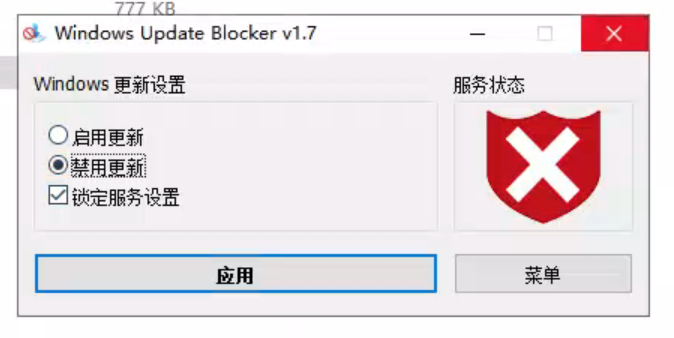 777 KB
Windows Update Blocker v1.7
Windows 更新设置
服务状态
启用更新
禁用更新
锁定服务设置
应用
菜单